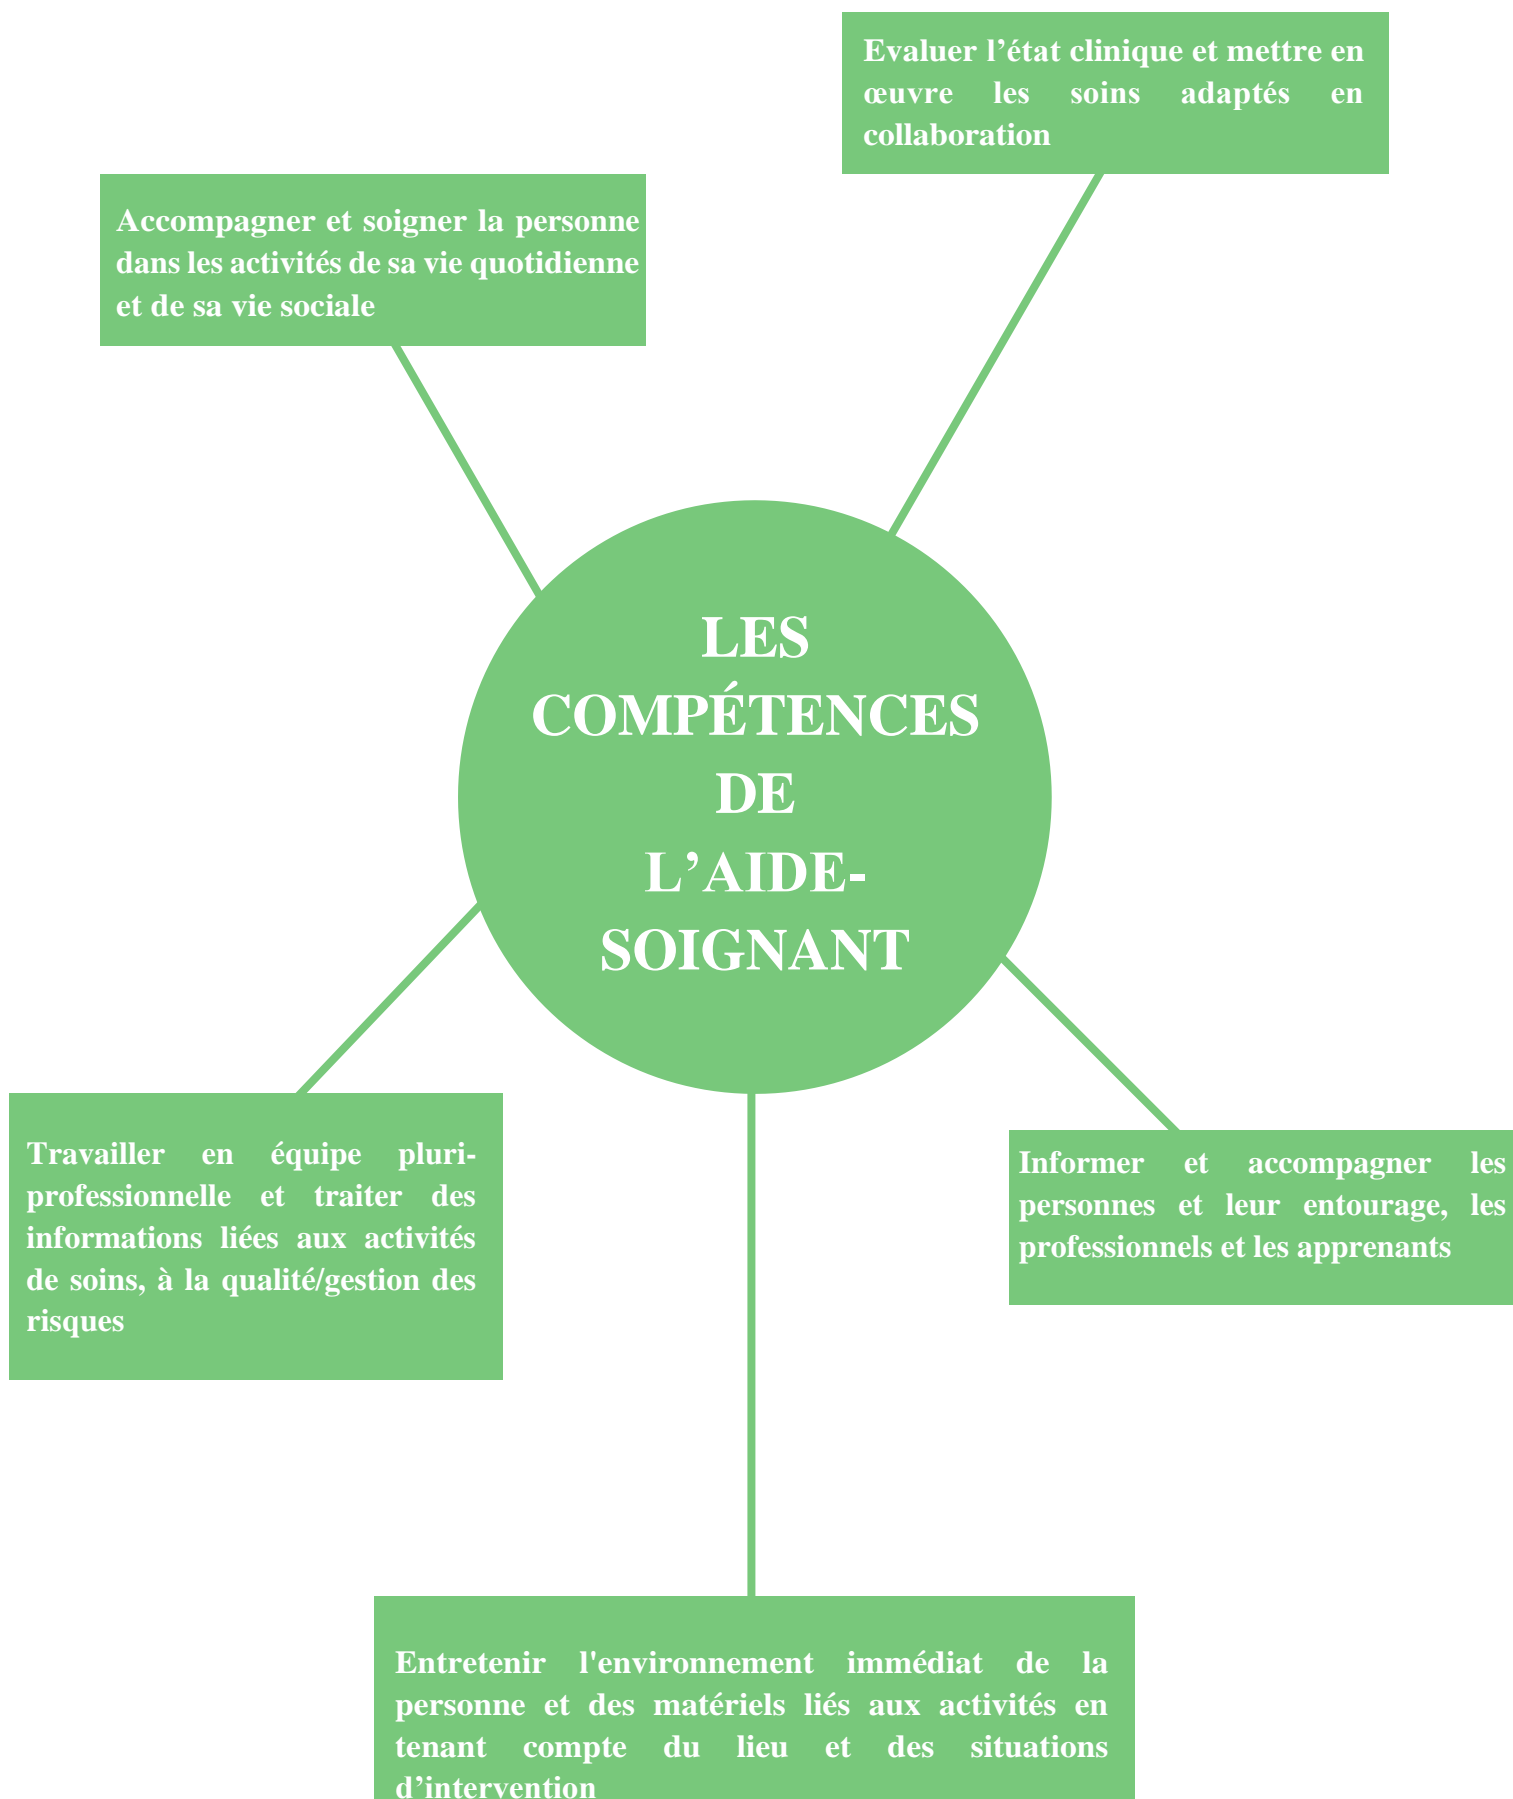 Evaluer l’état clinique et mettre en
œuvre les soins adaptés en
collaboration
Accompagner et soigner la personne
dans les activités de sa vie quotidienne
et de sa vie sociale
LES
COMPÉTENCES
DE
L’AIDE-
SOIGNANT
Travailler en équipe pluri-
professionnelle et traiter des
informations liées aux activités
de soins, à la qualité/gestion des
risques
Informer et accompagner les
personnes et leur entourage, les
professionnels et les apprenants
Entretenir l'environnement immédiat de la
personne et des matériels liés aux activités en
tenant compte du lieu et des situations
d’intervention